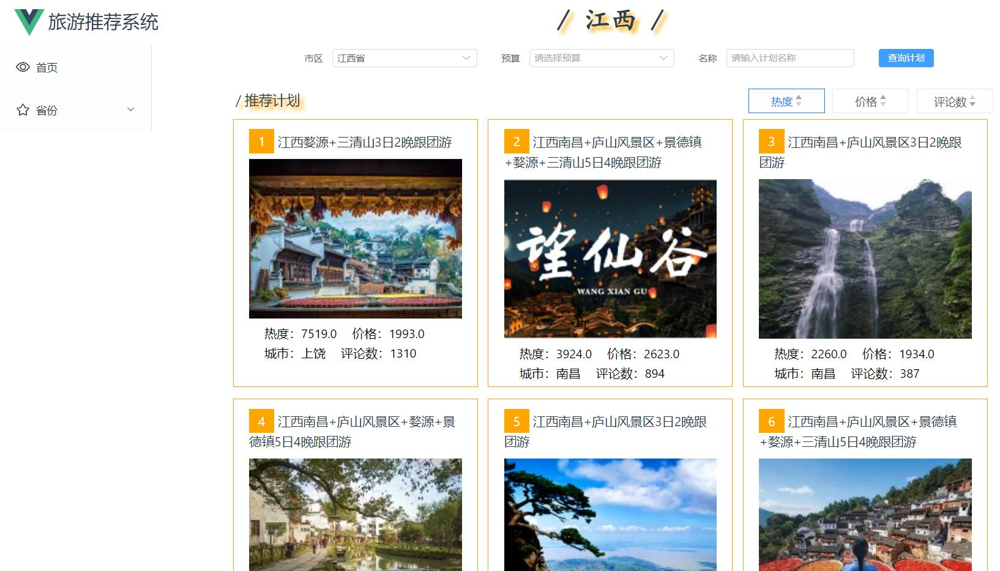 旅游推荐系统
/ 江西 /
首页
省份
市区 江西省 预算 请选择预算 名称 请输入计划名称 查询计划
/ 推荐计划
热度 价格 评论数
1 江西婺源+三清山3日2晚跟团游
热度：7519.0 价格：1993.0
城市：上饶 评论数：1310
2 江西南昌+庐山风景区+景德镇
+婺源+三清山5日4晚跟团游
望仙谷
WANG XIAN GU
热度：3924.0 价格：2623.0
城市：南昌 评论数：894
3 江西南昌+庐山风景区3日2晚跟
团游
热度：2260.0 价格：1934.0
城市：南昌 评论数：387
4 江西南昌+庐山风景区+婺源+景
德镇5日4晚跟团游
5 江西南昌+庐山风景区3日2晚跟
团游
6 江西南昌+庐山风景区+景德镇
+婺源+三清山5日4晚跟团游